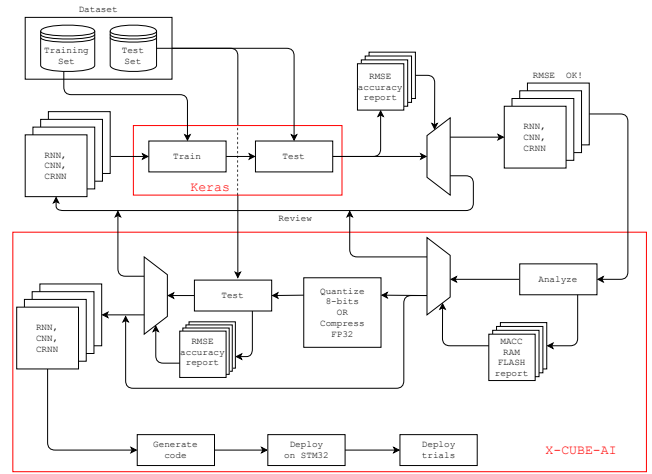 Dataset
Training
Set
Test
Set
RMSE
accuracy
report
RMSE OK!
RNN,
CNN,
CRNN
RNN,
CNN,
CRNN
Train
Test
Keras
Review
Analyze
Test
Quantize
8-bits
OR
Compress
FP32
RNN,
CNN,
CRNN
RMSE
accuracy
report
MACC
RAM
FLASH
report
Generate
code
Deploy
on STM32
Deploy
trials
X-CUBE-AI